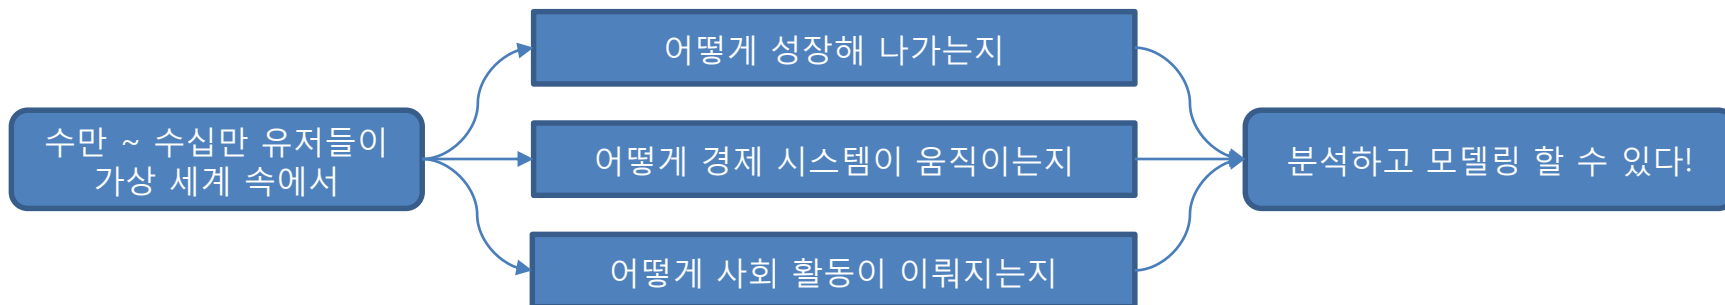 수만 ~ 수십만 유저들이
가상 세계 속에서
어떻게 성장해 나가는지
어떻게 경제 시스템이 움직이는지
어떻게 사회 활동이 이뤄지는지
분석하고 모델링 할 수 있다!